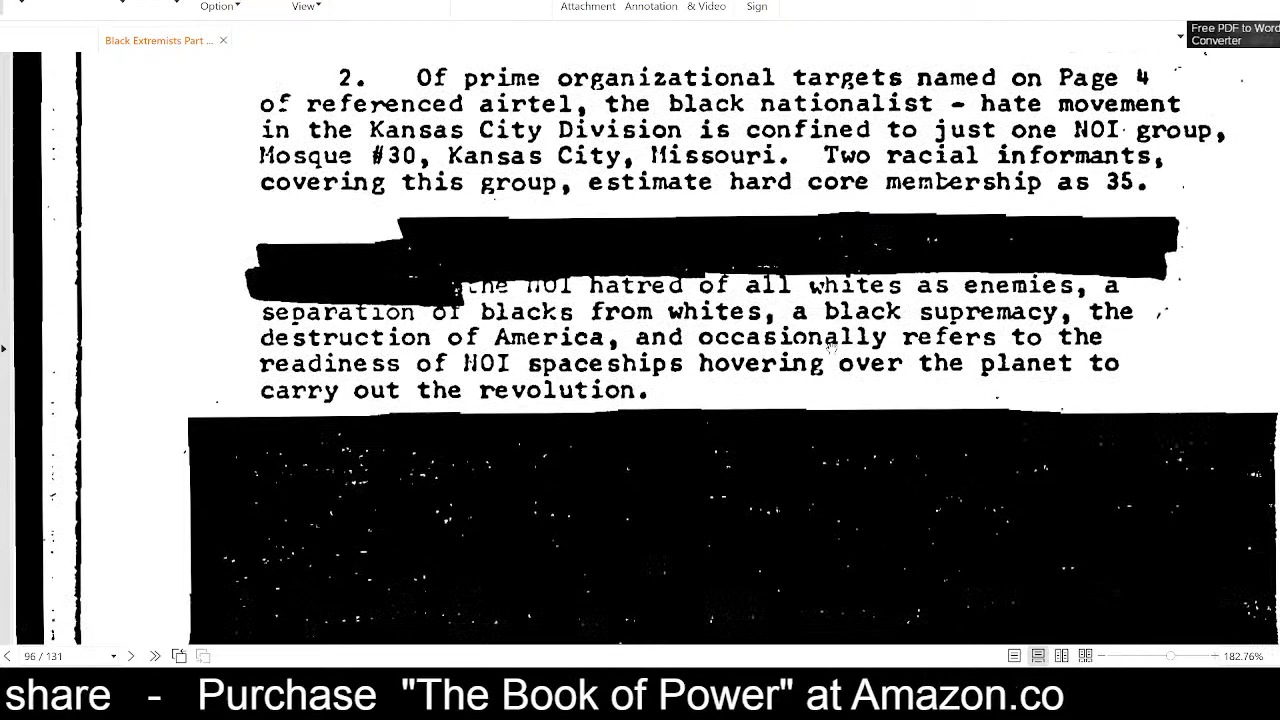 Option View Attachment Annotation & Video Sign
Black Extremists Part ...
Free PDF to Word
Converter
2. Of prime organizational targets named on Page 4
of referenced airtel, the black nationalist - hate movement
in the Kansas City Division is confined to just one NOI group,
Mosque #30, Kansas City, Missouri. Two racial informants,
covering this group, estimate hard core membership as 35.
the NOI hatred of all whites as enemies, a
separation of blacks from whites, a black supremacy, the
destruction of America, and occasionally refers to the
readiness of NOI spaceships hovering over the planet to
carry out the revolution.
96 / 131
182.76%
share - Purchase "The Book of Power" at Amazon.co